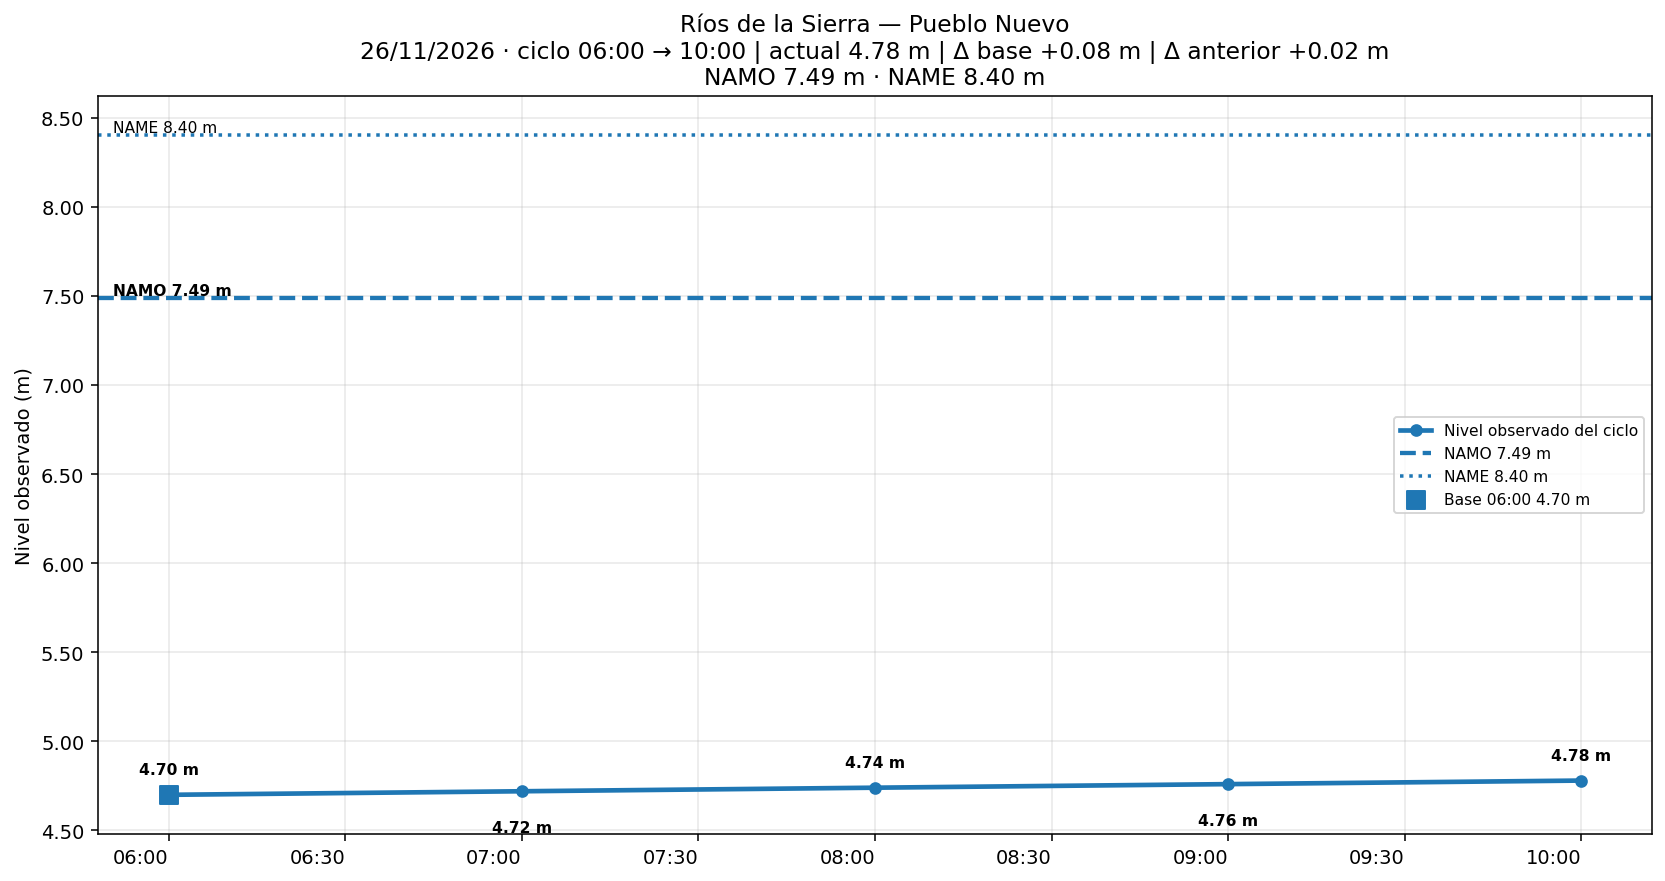 Ríos de la Sierra — Pueblo Nuevo
26/11/2026 · ciclo 06:00 → 10:00 | actual 4.78 m | Δ base +0.08 m | Δ anterior +0.02 m
NAMO 7.49 m · NAME 8.40 m
Nivel observado (m)
8.50
8.00
7.50
7.00
6.50
6.00
5.50
5.00
4.50
NAME 8.40 m
NAMO 7.49 m
Nivel observado del ciclo
NAMO 7.49 m
NAME 8.40 m
Base 06:00 4.70 m
4.70 m
4.72 m
4.74 m
4.76 m
4.78 m
06:00
06:30
07:00
07:30
08:00
08:30
09:00
09:30
10:00